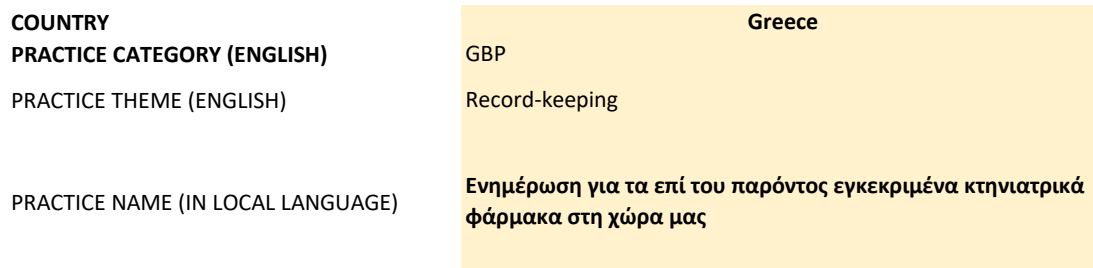 COUNTRY Greece
PRACTICE CATEGORY (ENGLISH) GBP
PRACTICE THEME (ENGLISH) Record-keeping
PRACTICE NAME (IN LOCAL LANGUAGE) Ενημέρωση για τα επί του παρόντος εγκεκριμένα κτηνιατρικά
φάρμακα στη χώρα μας